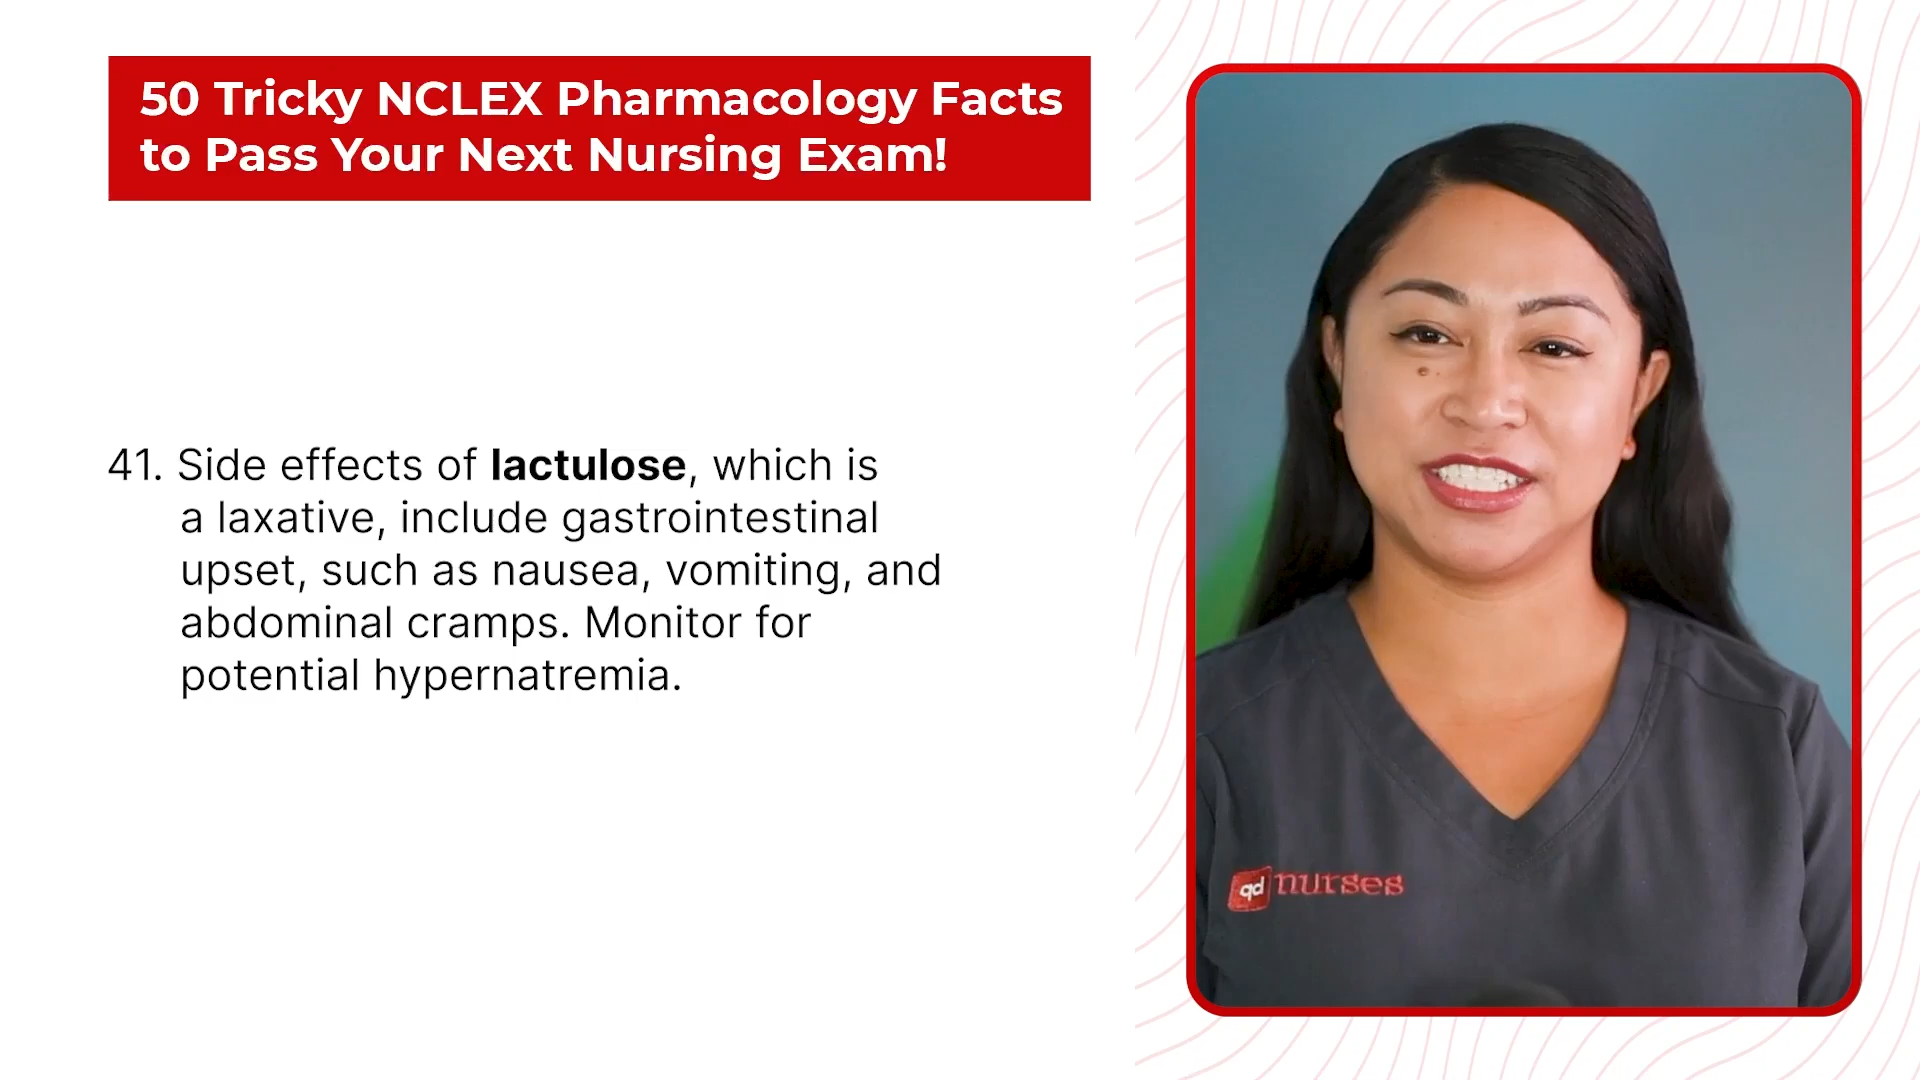 50 Tricky NCLEX Pharmacology Facts
to Pass Your Next Nursing Exam!
41. Side effects of lactulose, which is
a laxative, include gastrointestinal
upset, such as nausea, vomiting, and
abdominal cramps. Monitor for
potential hypernatremia.
qd nurses